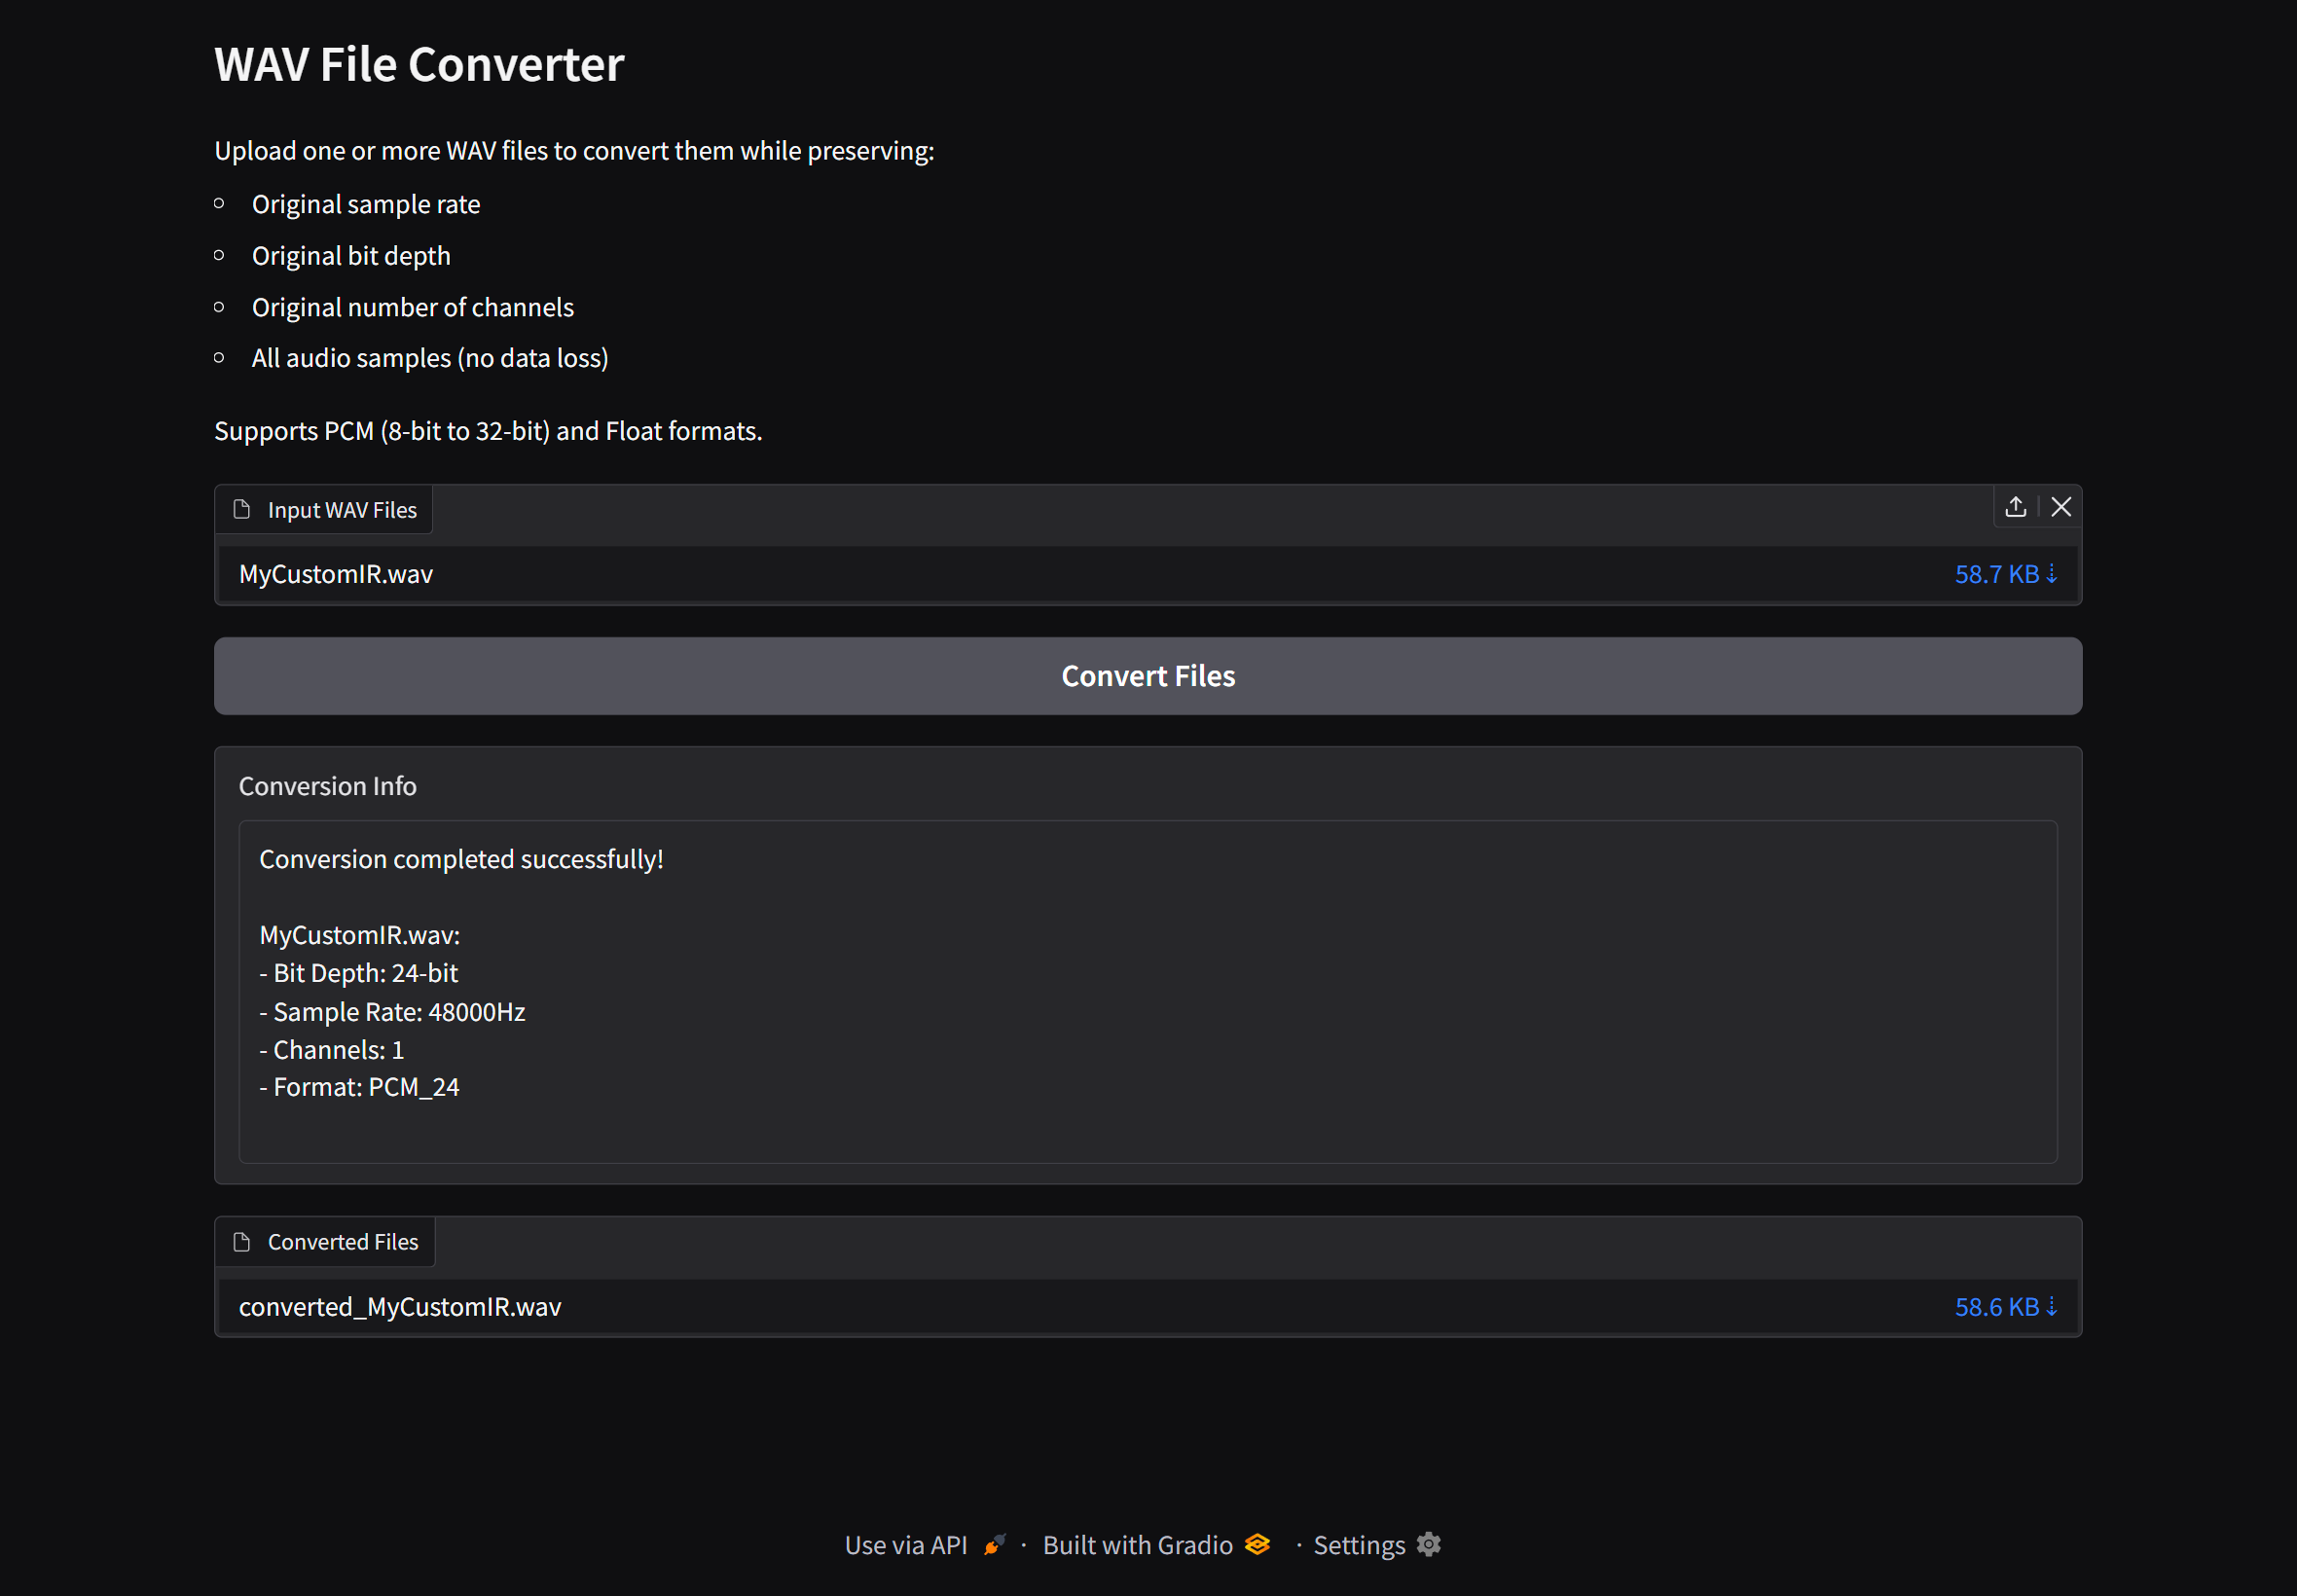 WAV File Converter
Upload one or more WAV files to convert them while preserving:
Original sample rate
Original bit depth
Original number of channels
All audio samples (no data loss)
Supports PCM (8-bit to 32-bit) and Float formats.
Input WAV Files
MyCustomIR.wav 58.7 KB ⇣
Convert Files
Conversion Info
Conversion completed successfully!
MyCustomIR.wav:
- Bit Depth: 24-bit
- Sample Rate: 48000Hz
- Channels: 1
- Format: PCM_24
Converted Files
converted_MyCustomIR.wav 58.6 KB ⇣
Use via API · Built with Gradio · Settings